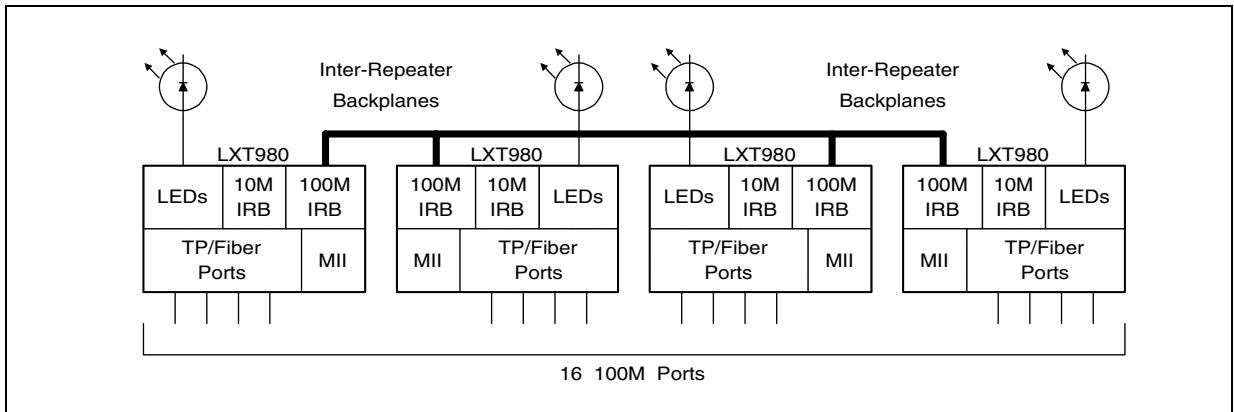 Inter-Repeater
Backplanes
Inter-Repeater
Backplanes
LXT980
LXT980
LXT980
LXT980
LEDs
10M
IRB
100M
IRB
TP/Fiber
Ports
MII
100M
IRB
10M
IRB
LEDs
MII
TP/Fiber
Ports
LEDs
10M
IRB
100M
IRB
TP/Fiber
Ports
MII
100M
IRB
10M
IRB
LEDs
MII
TP/Fiber
Ports
16 100M Ports